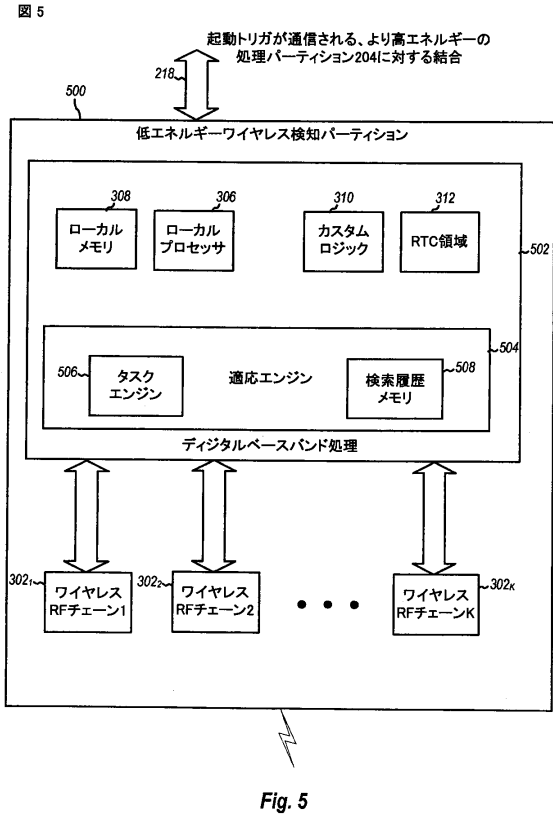 図 5
起動トリガが通信される、より高エネルギーの
処理パーティション204に対する結合
218
500
低エネルギーワイヤレス検知パーティション
308
306
310
312
ローカル
メモリ
ローカル
プロセッサ
カスタム
ロジック
RTC領域
502
504
506
タスク
エンジン
適応エンジン
508
検索履歴
メモリ
ディジタルベースバンド処理
302₁
ワイヤレス
RFチェーン1
302₂
ワイヤレス
RFチェーン2
302K
ワイヤレス
RFチェーンK
Fig. 5